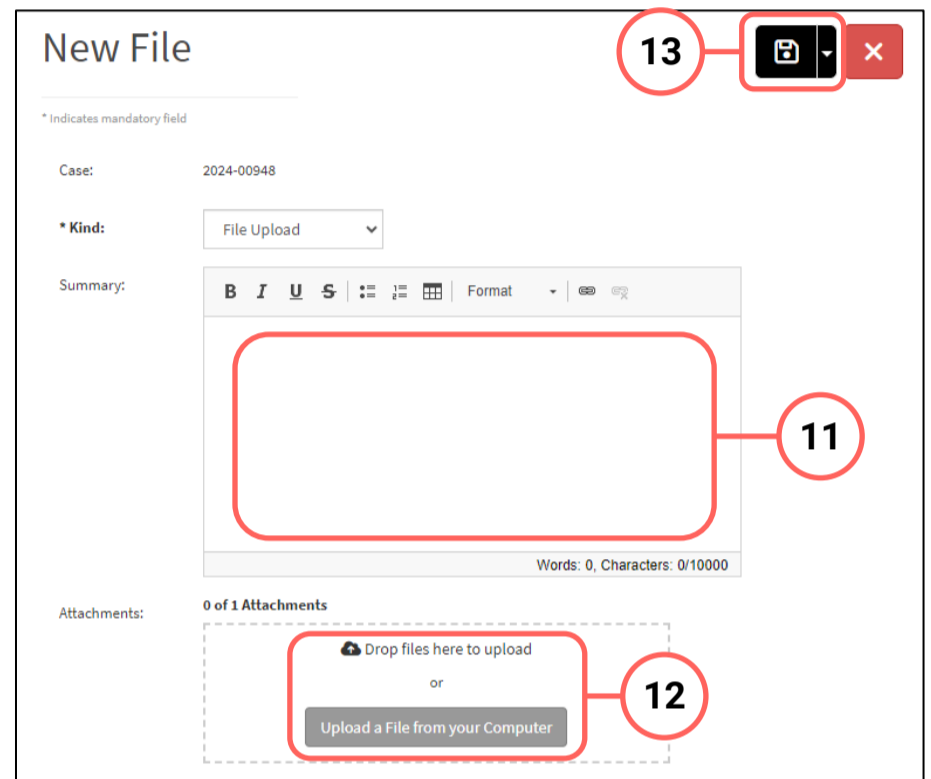 New File
13
* Indicates mandatory field
Case: 2024-00948
* Kind: File Upload
Summary:
B I U S Format
11
Words: 0, Characters: 0/10000
Attachments: 0 of 1 Attachments
Drop files here to upload
or
12
Upload a File from your Computer